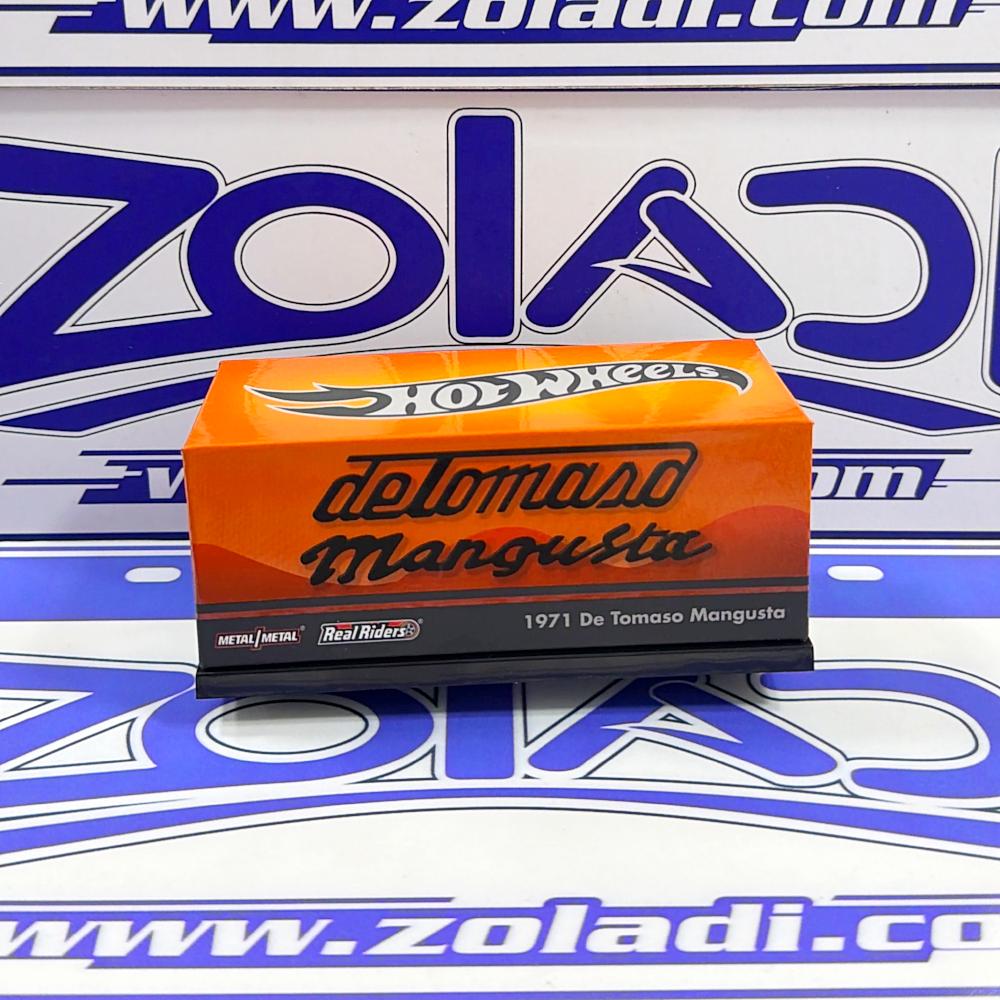 www.zoladi.com
ZOLADI
HOT WHEELS
deTomaso
Mangusta
METAL/METAL®
Real Riders®
1971 De Tomaso Mangusta
ZOLADI
www.zoladi.co